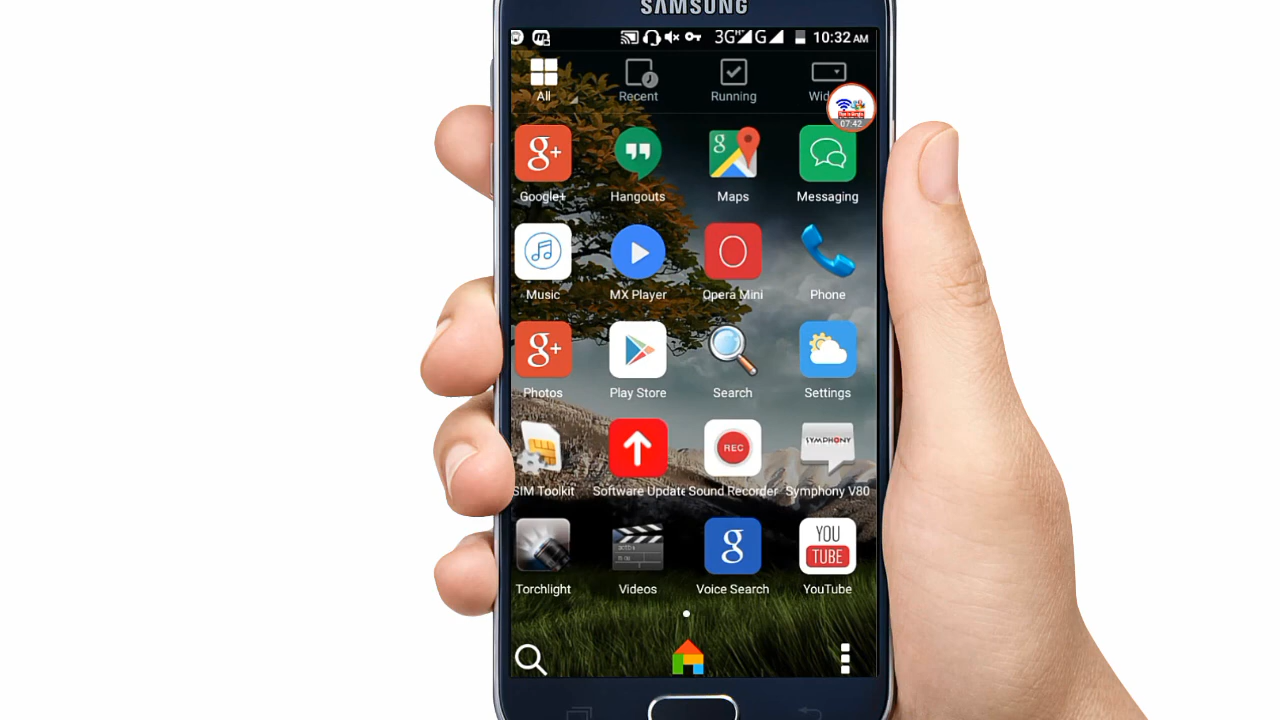 SAMSUNG
3G H G 10:32 AM
All Recent Running
07:42
g+ g
Google+ Hangouts Maps Messaging
Music MX Player Opera Mini Phone
g+
Photos Play Store Search Settings
REC SYMPHONY
SIM Toolkit Software Update Sound Recorder Symphony V80
g YOU
TUBE
Torchlight Videos Voice Search YouTube